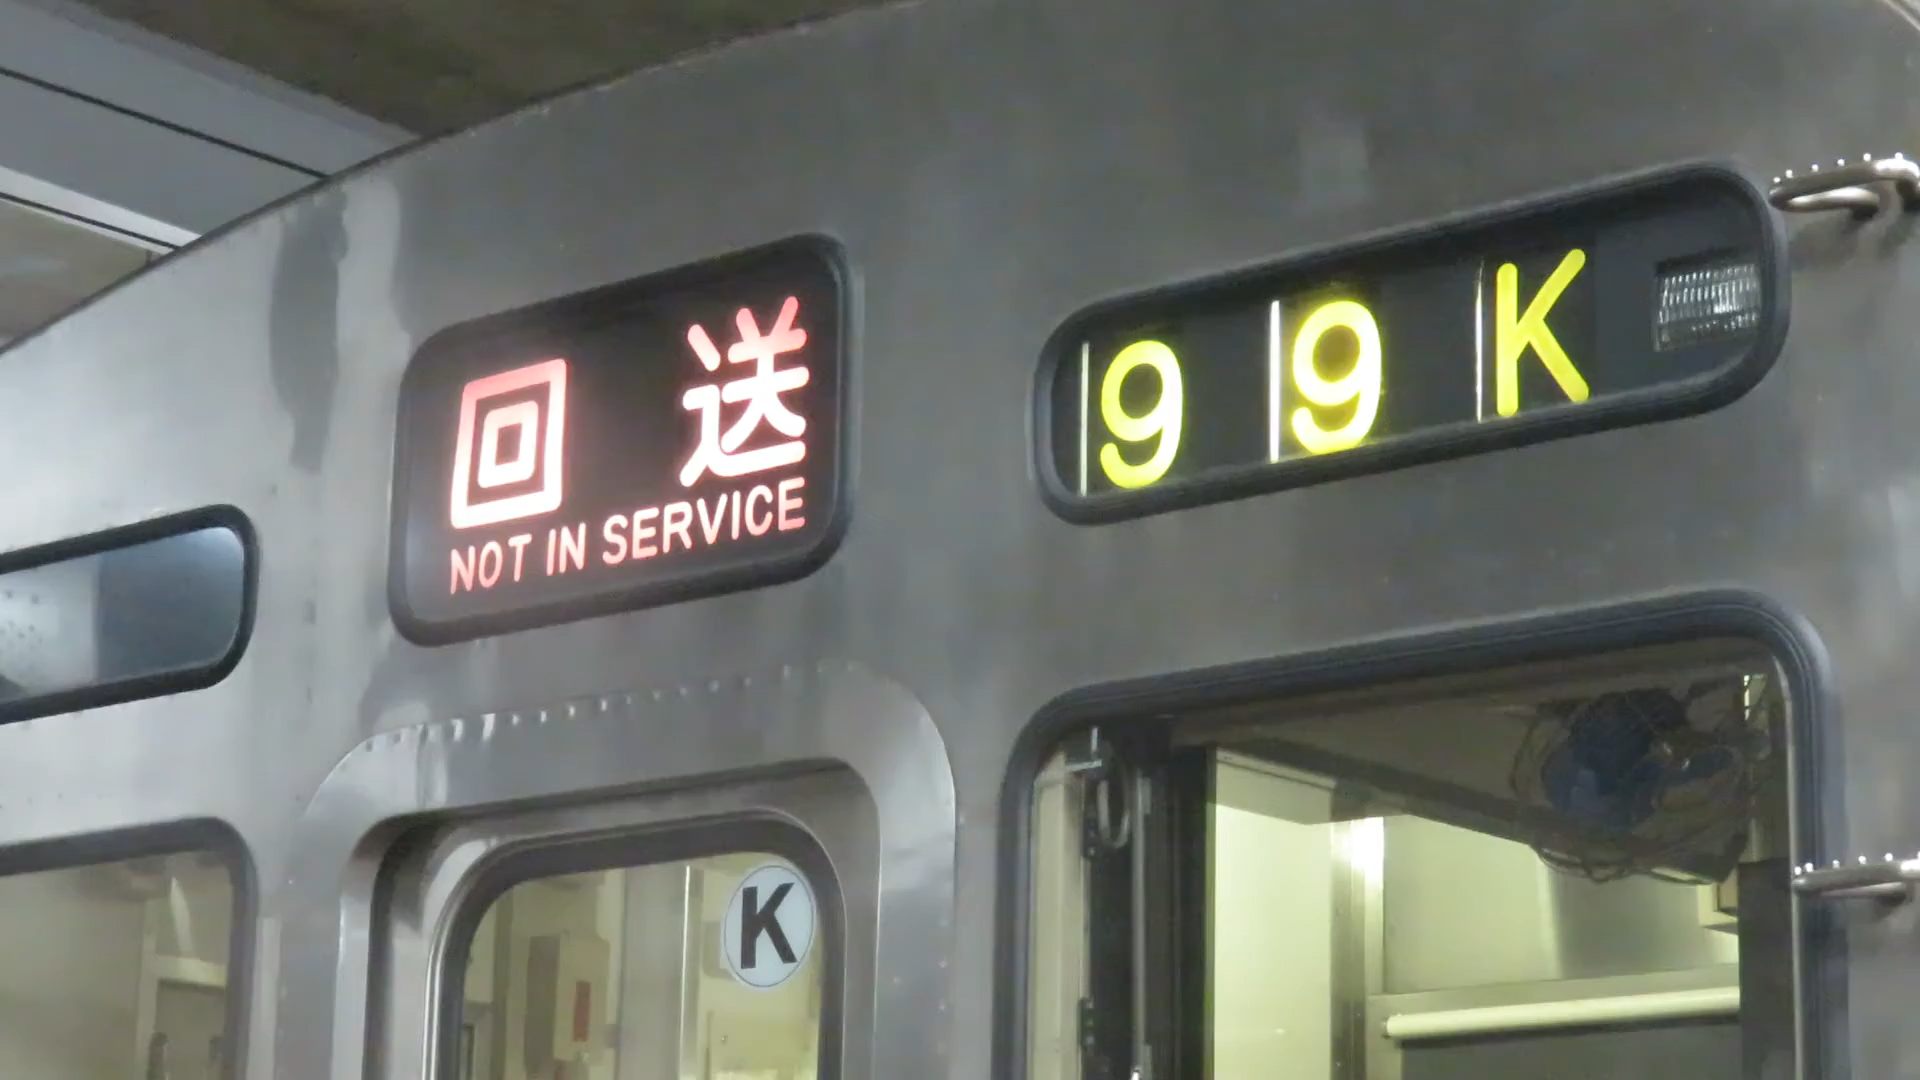 回送
NOT IN SERVICE
99K
K